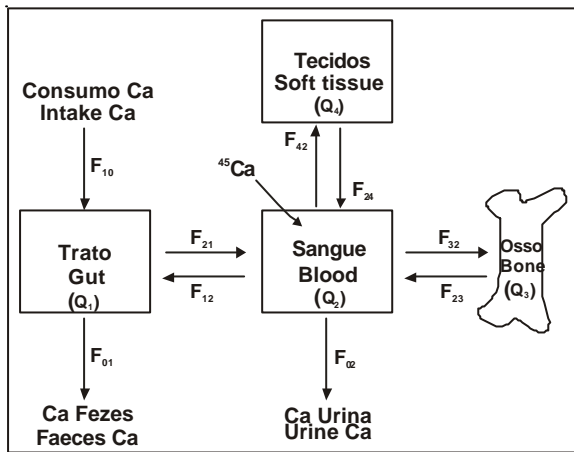 Tecidos
Soft tissue
(Q₄)
Consumo Ca
Intake Ca
F₄₂
F₁₀
⁴⁵Ca
F₂₄
Trato
Gut
(Q₁)
F₂₁
F₁₂
Sangue
Blood
(Q₂)
F₃₂
F₂₃
Osso
Bone
(Q₃)
F₀₁
F₀₂
Ca Fezes
Faeces Ca
Ca Urina
Urine Ca